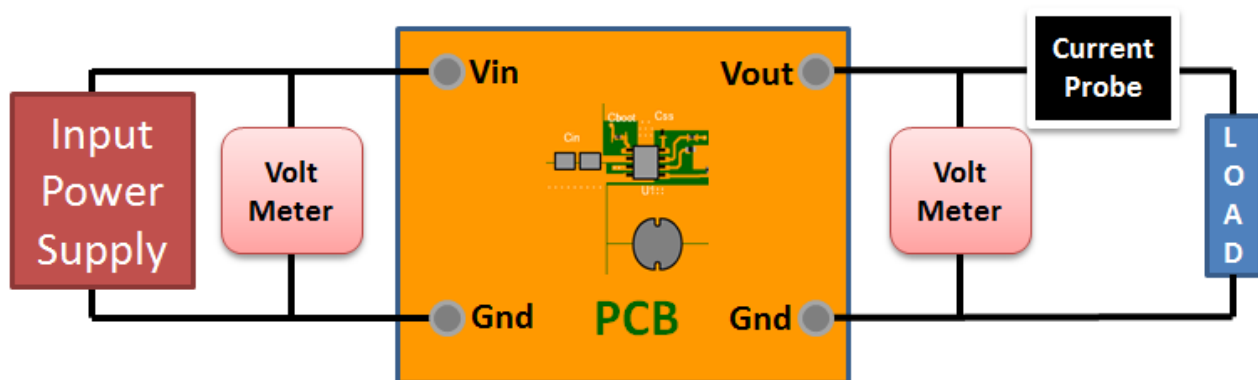 Input
Power
Supply
Volt
Meter
Vin
Gnd
Cin
Cboot
Css
U1::
PCB
Vout
Gnd
Volt
Meter
Current
Probe
L
O
A
D